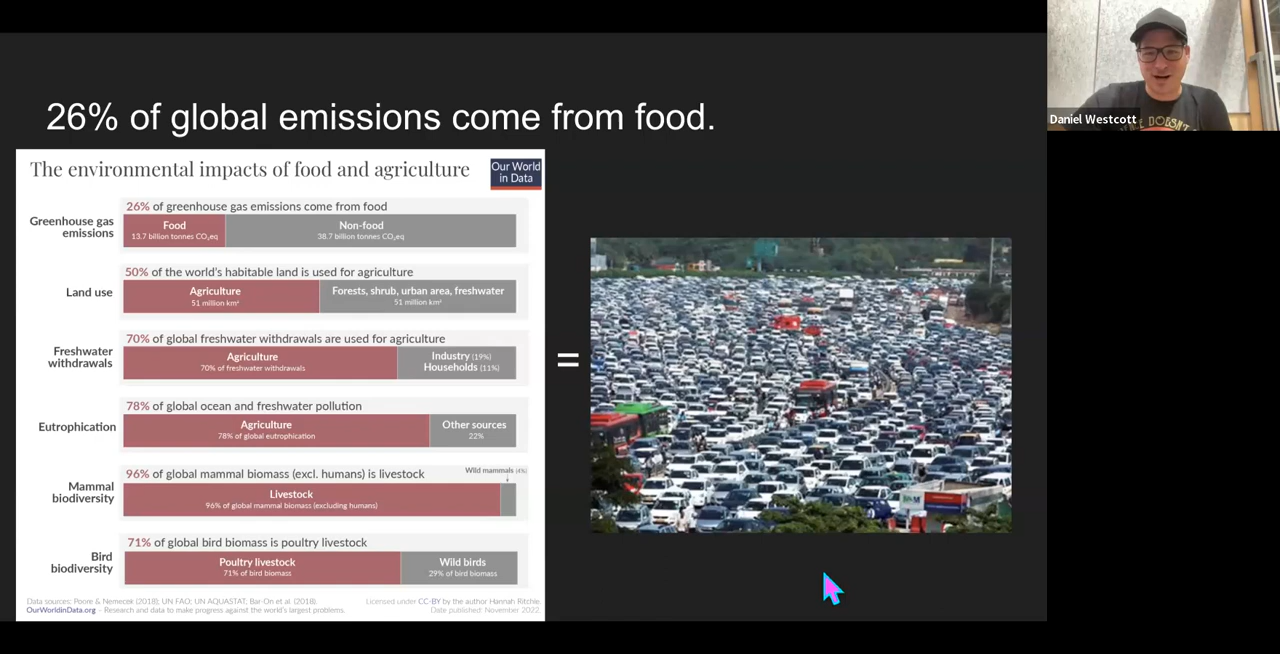 26% of global emissions come from food.
The environmental impacts of food and agriculture
Our World
in Data
Greenhouse gas
emissions
26% of greenhouse gas emissions come from food
Food
13.7 billion tonnes CO₂eq
Non-food
38.7 billion tonnes CO₂eq
Land use
50% of the world's habitable land is used for agriculture
Agriculture
51 million km²
Forests, shrub, urban area, freshwater
51 million km²
Freshwater
withdrawals
70% of global freshwater withdrawals are used for agriculture
Agriculture
70% of freshwater withdrawals
Industry (19%)
Households (11%)
Eutrophication
78% of global ocean and freshwater pollution
Agriculture
78% of global eutrophication
Other sources
22%
Mammal
biodiversity
96% of global mammal biomass (excl. humans) is livestock
Wild mammals (4%)
Livestock
96% of global mammal biomass (excluding humans)
Bird
biodiversity
71% of global bird biomass is poultry livestock
Poultry livestock
71% of bird biomass
Wild birds
29% of bird biomass
Data sources: Poore & Nemecek (2018); UN FAO; UN AQUASTAT; Bar-On et al. (2018).
OurWorldinData.org – Research and data to make progress against the world's largest problems.
Licensed under CC-BY by the author Hannah Ritchie.
Date published: November 2022.
=
Daniel Westcott
DOESN'T